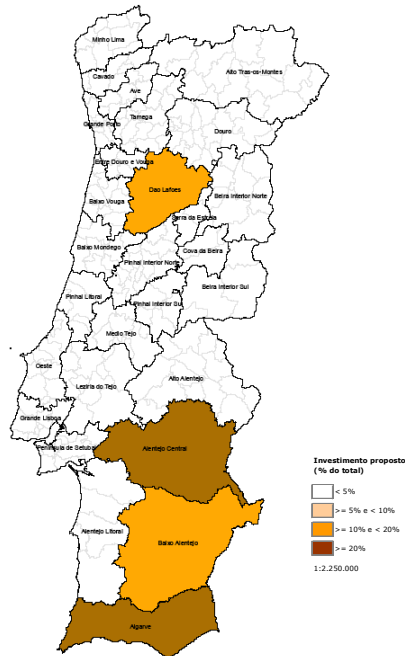 Minho Lima
Alto Tras-os-Montes
Cavado
Ave
Grande Porto
Tamega
Douro
Entre Douro e Vouga
Dao Lafoes
Beira Interior Norte
Baixo Vouga
Serra da Estrela
Baixo Mondego
Cova da Beira
Pinhal Interior Norte
Beira Interior Sul
Pinhal Litoral
Pinhal Interior Sul
Medio Tejo
Oeste
Alto Alentejo
Leziria do Tejo
Grande Lisboa
Peninsula de Setubal
Alentejo Central
Alentejo Litoral
Baixo Alentejo
Algarve
Investimento proposto
(% do total)
< 5%
>= 5% e < 10%
>= 10% e < 20%
>= 20%
1:2.250.000